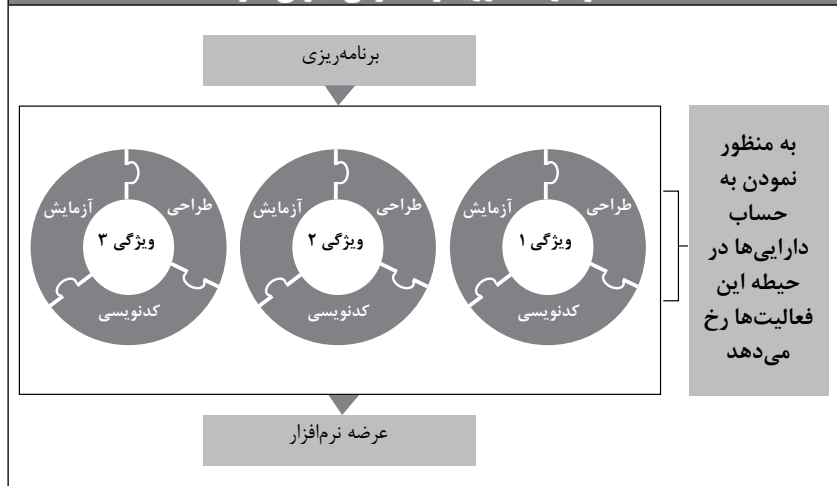 برنامه‌ریزی
به منظور
نمودن به
حساب
دارایی‌ها در
حیطه این
فعالیت‌ها رخ
می‌دهد
طراحی
آزمایش
کدنویسی
ویژگی ۱
طراحی
آزمایش
کدنویسی
ویژگی ۲
طراحی
آزمایش
کدنویسی
ویژگی ۳
عرضه نرم‌افزار